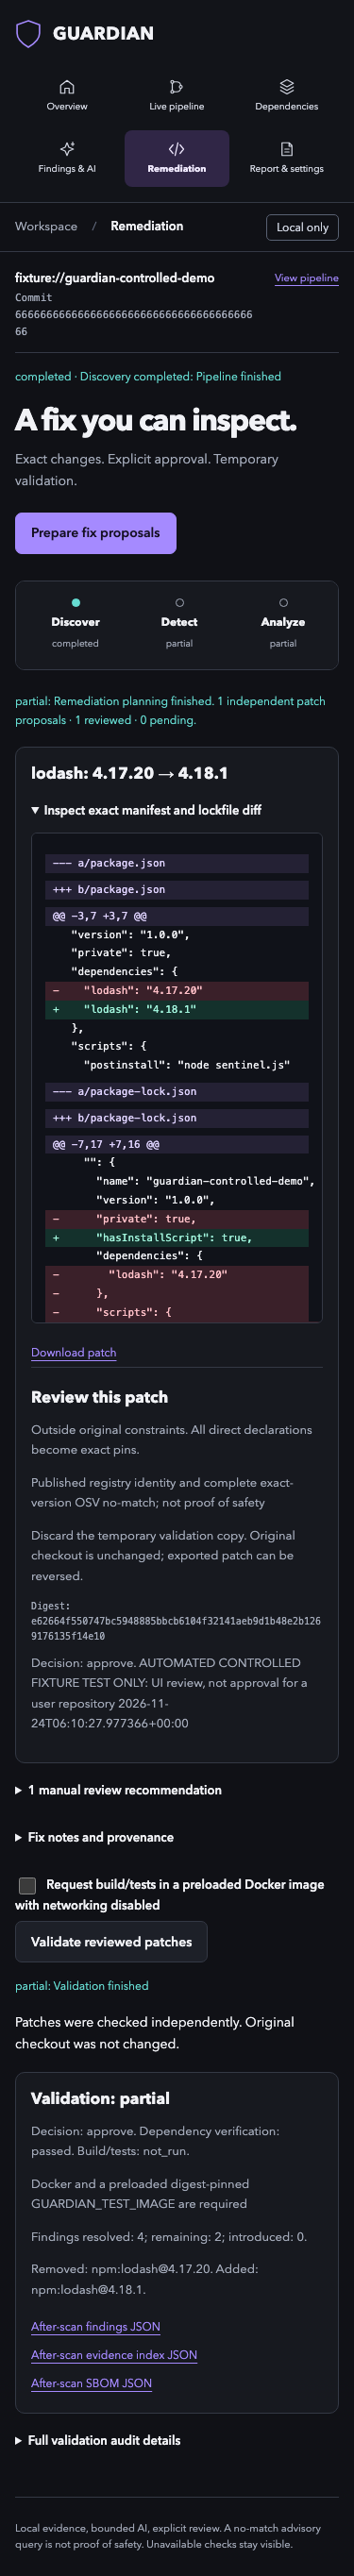 GUARDIAN
Overview
Live pipeline
Dependencies
Findings & AI
Remediation
Report & settings
Workspace / Remediation
Local only
fixture://guardian-controlled-demo
View pipeline
Commit
66666666666666666666666666666666666666
66
completed · Discovery completed: Pipeline finished
A fix you can inspect.
Exact changes. Explicit approval. Temporary
validation.
Prepare fix proposals
Discover
Detect
Analyze
completed
partial
partial
partial: Remediation planning finished. 1 independent patch
proposals · 1 reviewed · 0 pending.
lodash: 4.17.20 → 4.18.1
▼ Inspect exact manifest and lockfile diff
--- a/package.json
+++ b/package.json
@@ -3,7 +3,7 @@
"version": "1.0.0",
"private": true,
"dependencies": {
-    "lodash": "4.17.20"
+    "lodash": "4.18.1"
},
"scripts": {
"postinstall": "node sentinel.js"
--- a/package-lock.json
+++ b/package-lock.json
@@ -7,17 +7,16 @@
"": {
"name": "guardian-controlled-demo",
"version": "1.0.0",
-      "private": true,
+      "hasInstallScript": true,
"dependencies": {
-        "lodash": "4.17.20"
-      },
-      "scripts": {
Download patch
Review this patch
Outside original constraints. All direct declarations
become exact pins.
Published registry identity and complete exact-
version OSV no-match; not proof of safety
Discard the temporary validation copy. Original
checkout is unchanged; exported patch can be
reversed.
Digest:
e62664f550747bc5948885bbcb6104f32141aeb9d1b48e2b126
9176135f14e10
Decision: approve. AUTOMATED CONTROLLED
FIXTURE TEST ONLY: UI review, not approval for a
user repository 2026-11-
24T06:10:27.977366+00:00
▶ 1 manual review recommendation
▶ Fix notes and provenance
Request build/tests in a preloaded Docker image
with networking disabled
Validate reviewed patches
partial: Validation finished
Patches were checked independently. Original
checkout was not changed.
Validation: partial
Decision: approve. Dependency verification:
passed. Build/tests: not_run.
Docker and a preloaded digest-pinned
GUARDIAN_TEST_IMAGE are required
Findings resolved: 4; remaining: 2; introduced: 0.
Removed: npm:lodash@4.17.20. Added:
npm:lodash@4.18.1.
After-scan findings JSON
After-scan evidence index JSON
After-scan SBOM JSON
▶ Full validation audit details
Local evidence, bounded AI, explicit review. A no-match advisory
query is not proof of safety. Unavailable checks stay visible.